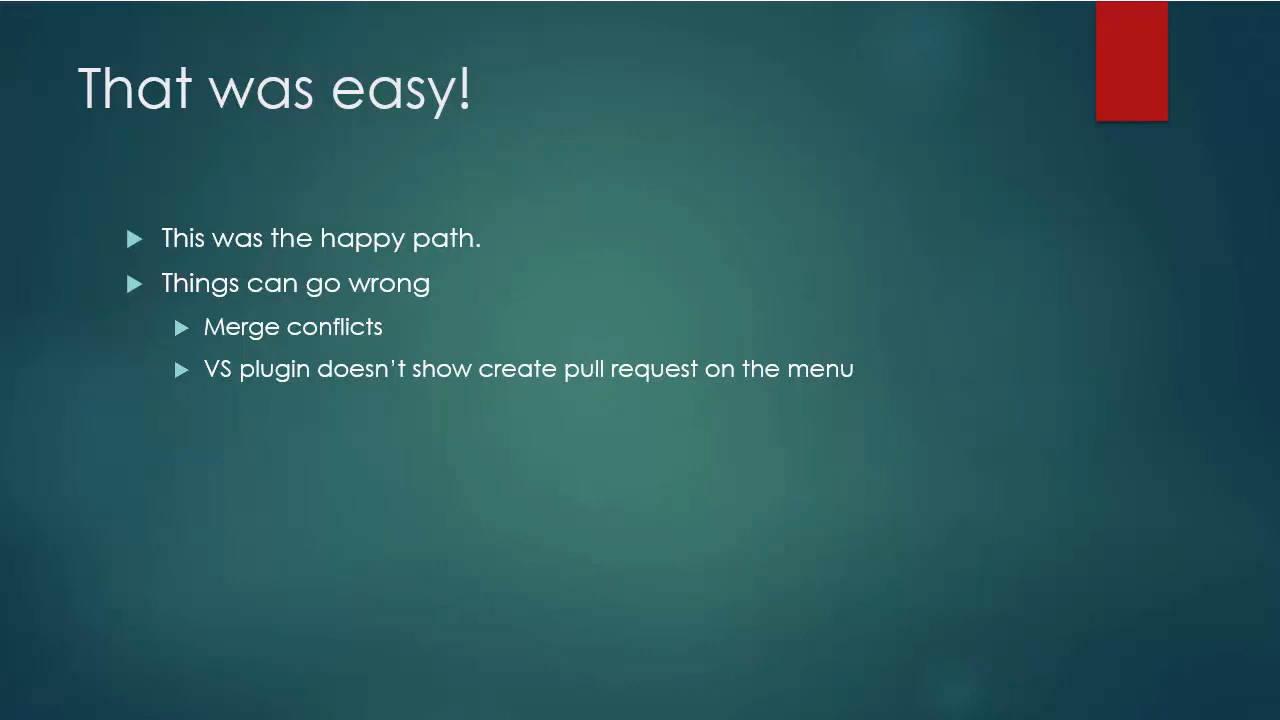 That was easy!
This was the happy path.
Things can go wrong
Merge conflicts
VS plugin doesn't show create pull request on the menu